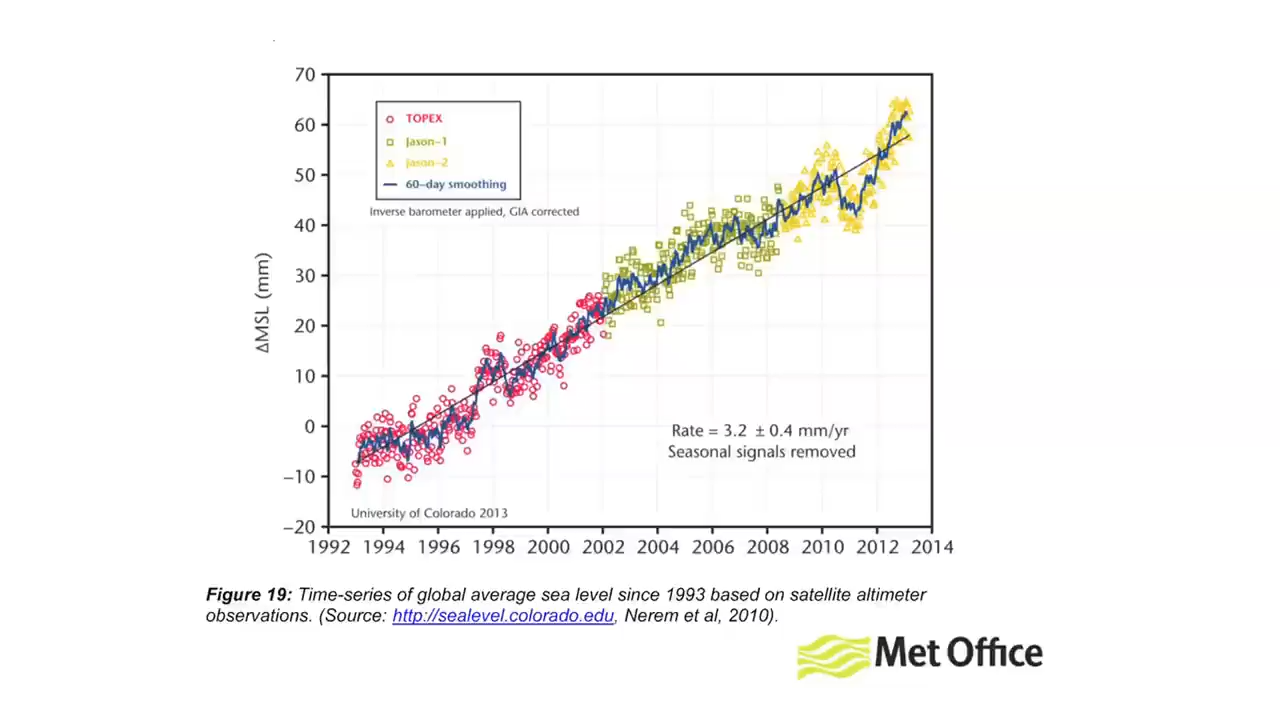 70
60
50
40
30
20
10
0
−10
−20
ΔMSL (mm)
TOPEX
Jason−1
Jason−2
60−day smoothing
Inverse barometer applied, GIA corrected
Rate = 3.2 ± 0.4 mm/yr
Seasonal signals removed
University of Colorado 2013
1992 1994 1996 1998 2000 2002 2004 2006 2008 2010 2012 2014
Figure 19: Time-series of global average sea level since 1993 based on satellite altimeter
observations. (Source: http://sealevel.colorado.edu, Nerem et al, 2010).
Met Office